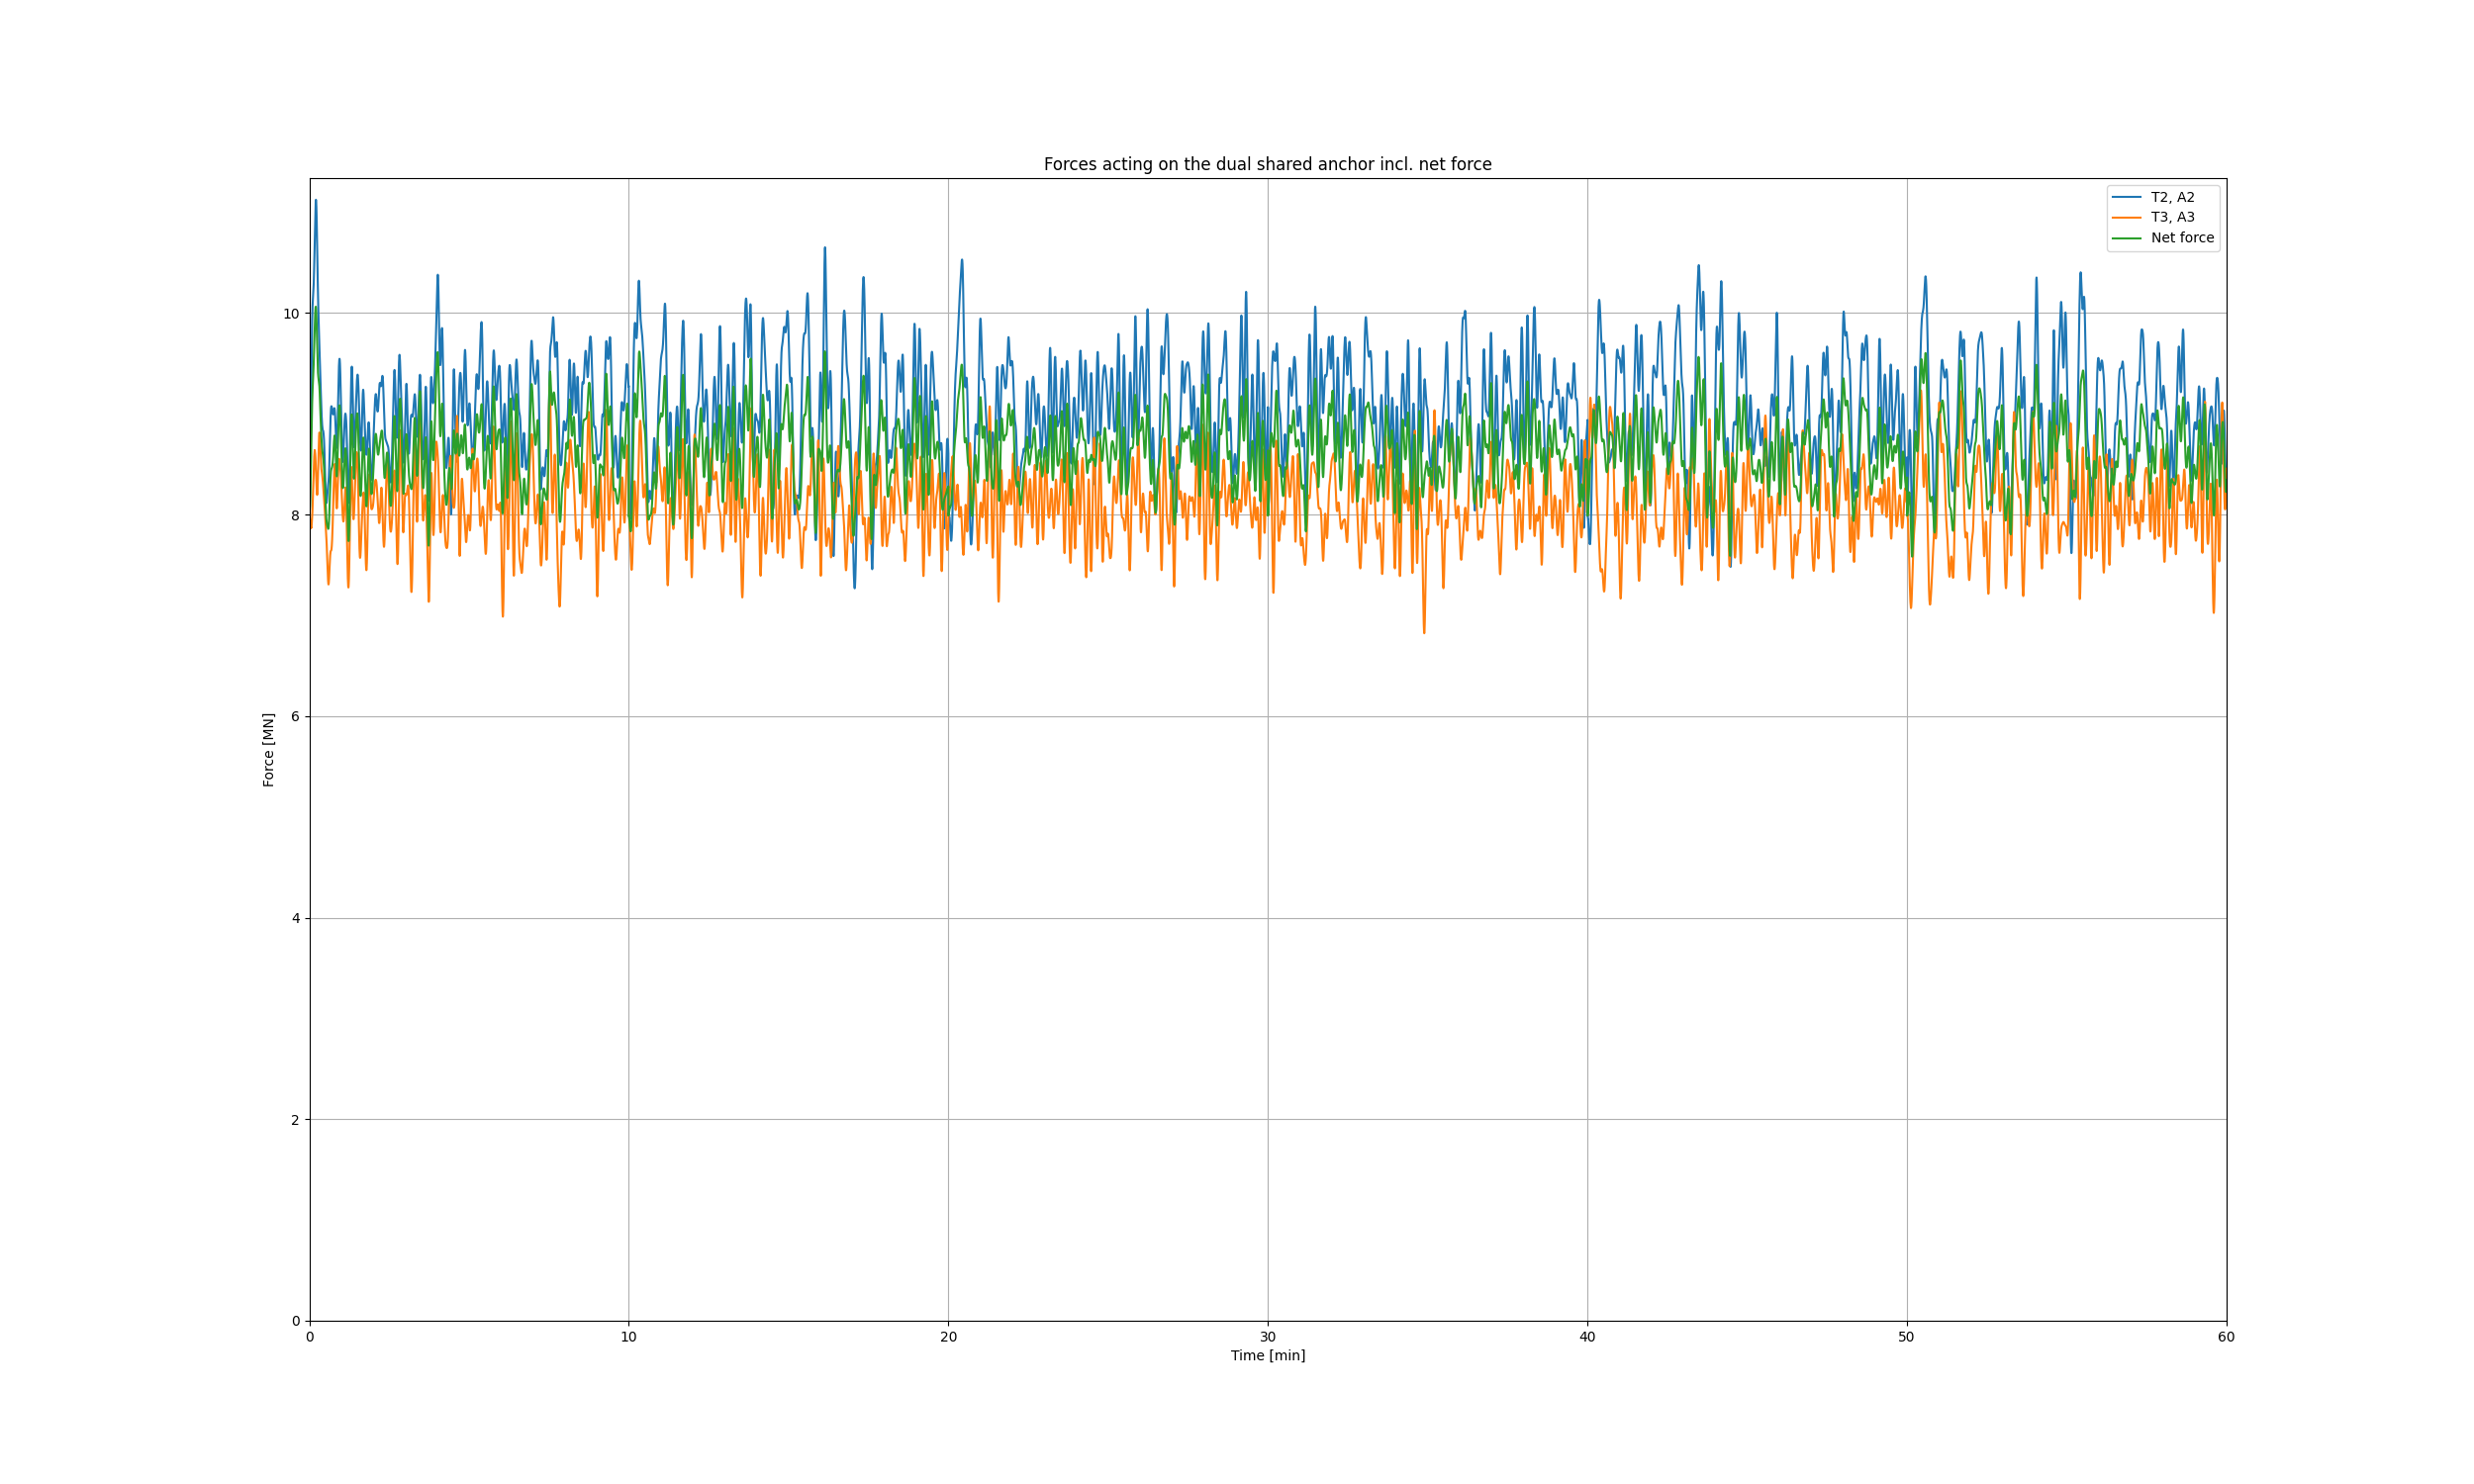 Forces acting on the dual shared anchor incl. net force
T2, A2
T3, A3
Net force
10
8
6
4
2
0
Force [MN]
0 10 20 30 40 50 60
Time [min]